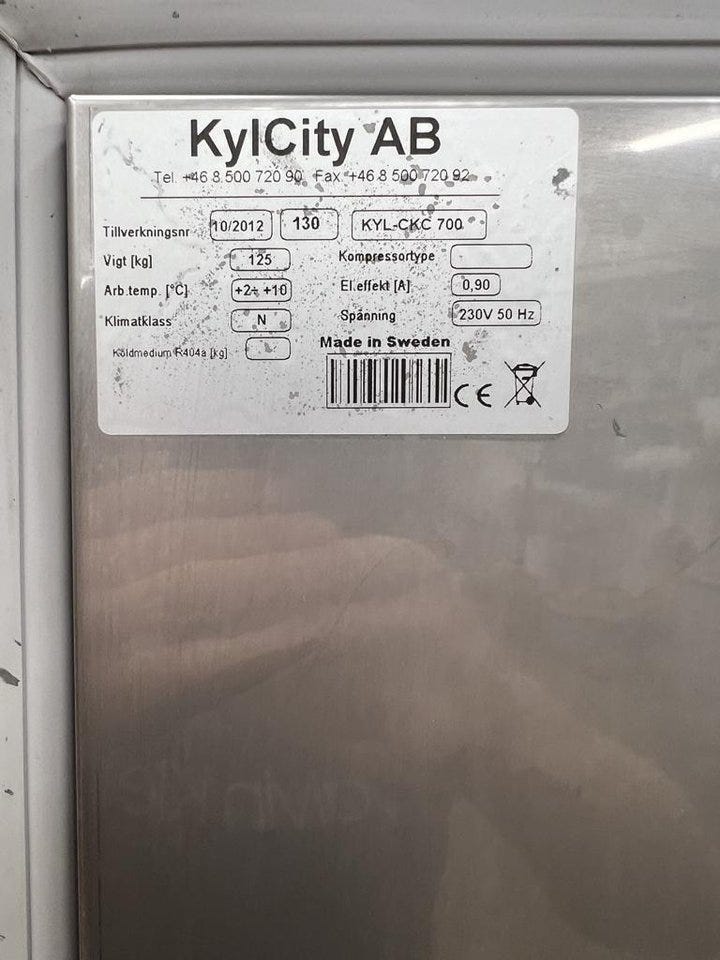 KylCity AB
Tel. +46 8 500 720 90 Fax. +46 8 500 720 92
Tillverkningsnr 10/2012 130 KYL-CKC 700
Vigt [kg] 125 Kompressortype
Arb.temp. [°C] +2÷ +10 El.effekt [A] 0,90
Klimatklass N Spänning 230V 50 Hz
Köldmedium R404a [kg] Made in Sweden
CE